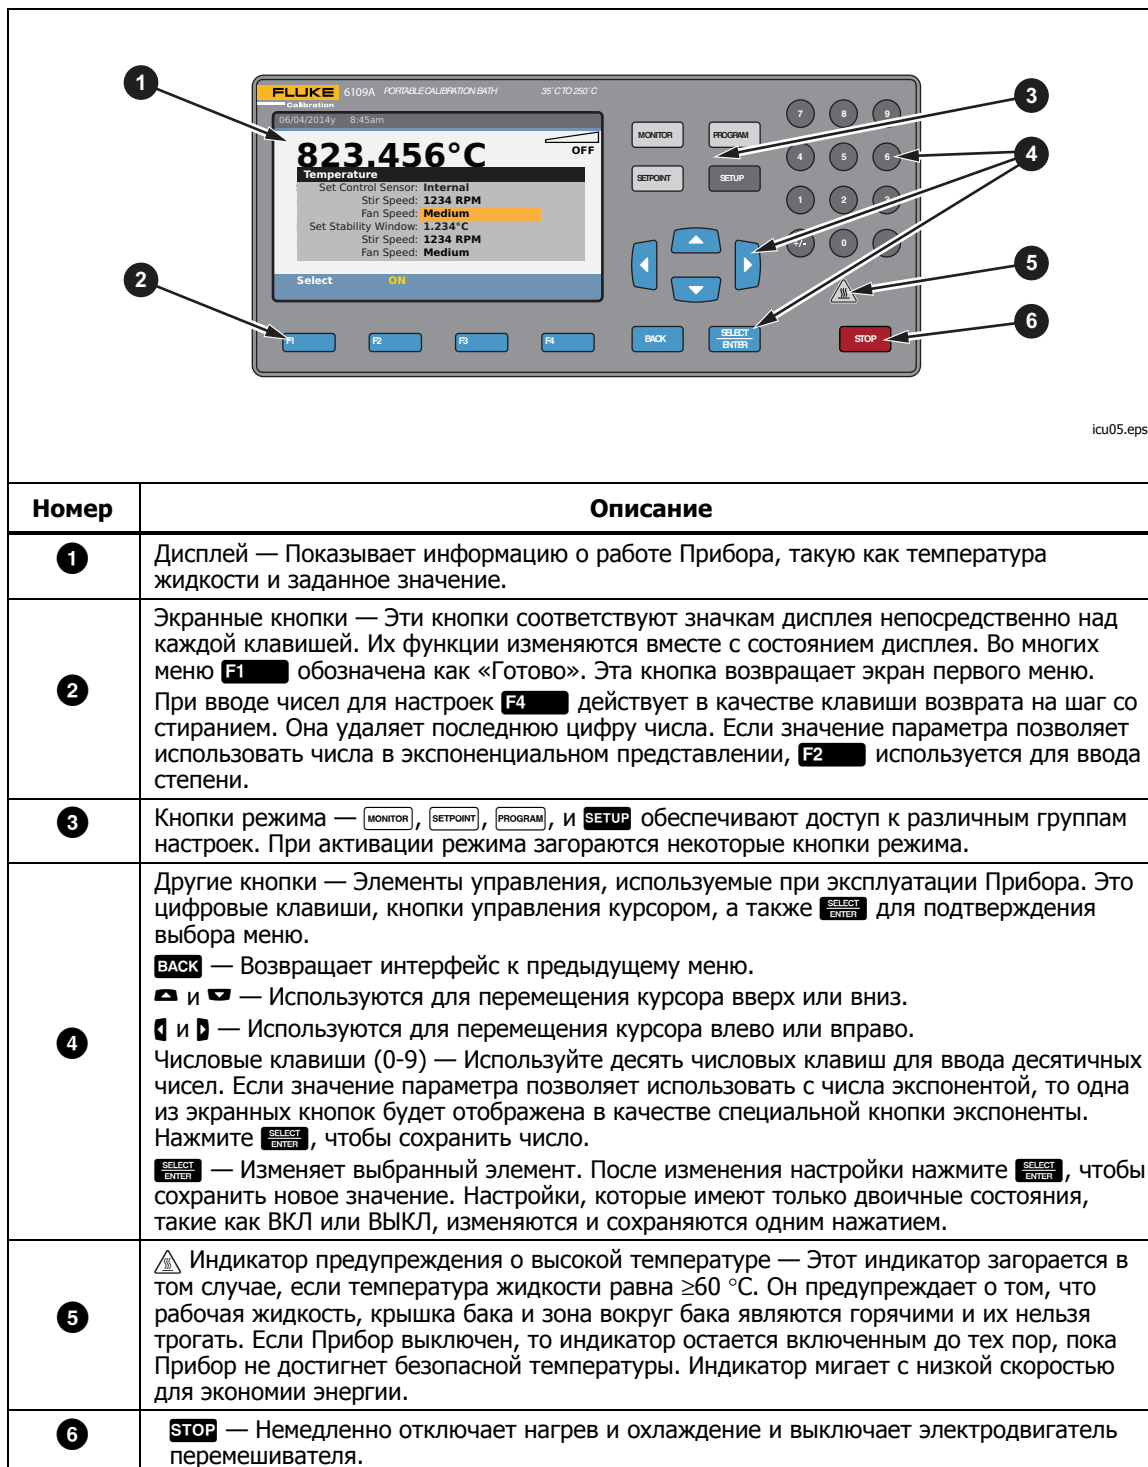 1
FLUKE 6109A PORTABLE CALIBRATION BATH 35°C TO 250°C
Calibration
06/04/2014y 8:45am
823.456°C
OFF
Temperature
Set Control Sensor: Internal
Stir Speed: 1234 RPM
Fan Speed: Medium
Set Stability Window: 1.234°C
Stir Speed: 1234 RPM
Fan Speed: Medium
Select ON
2
F1 F2 F3 F4
MONITOR PROGRAM
SETPOINT SETUP
BACK SELECT
ENTER
7 8 9
4 5 6
1 2 3
+/- 0
STOP
3
4
5
6
icu05.eps
Номер Описание
1 Дисплей — Показывает информацию о работе Прибора, такую как температура
жидкости и заданное значение.
2 Экранные кнопки — Эти кнопки соответствуют значкам дисплея непосредственно над
каждой клавишей. Их функции изменяются вместе с состоянием дисплея. Во многих
меню F1 обозначена как «Готово». Эта кнопка возвращает экран первого меню.
При вводе чисел для настроек F4 действует в качестве клавиши возврата на шаг со
стиранием. Она удаляет последнюю цифру числа. Если значение параметра позволяет
использовать числа в экспоненциальном представлении, F2 используется для ввода
степени.
3 Кнопки режима — MONITOR, SETPOINT, PROGRAM, и SETUP обеспечивают доступ к различным группам
настроек. При активации режима загораются некоторые кнопки режима.
4 Другие кнопки — Элементы управления, используемые при эксплуатации Прибора. Это
цифровые клавиши, кнопки управления курсором, а также SELECT ENTER для подтверждения
выбора меню.
BACK — Возвращает интерфейс к предыдущему меню.
и — Используются для перемещения курсора вверх или вниз.
и — Используются для перемещения курсора влево или вправо.
Числовые клавиши (0-9) — Используйте десять числовых клавиш для ввода десятичных
чисел. Если значение параметра позволяет использовать с числа экспонентой, то одна
из экранных кнопок будет отображена в качестве специальной кнопки экспоненты.
Нажмите SELECT ENTER, чтобы сохранить число.
SELECT ENTER — Изменяет выбранный элемент. После изменения настройки нажмите SELECT ENTER, чтобы
сохранить новое значение. Настройки, которые имеют только двоичные состояния,
такие как ВКЛ или ВЫКЛ, изменяются и сохраняются одним нажатием.
5 Индикатор предупреждения о высокой температуре — Этот индикатор загорается в
том случае, если температура жидкости равна ≥60 °C. Он предупреждает о том, что
рабочая жидкость, крышка бака и зона вокруг бака являются горячими и их нельзя
трогать. Если Прибор выключен, то индикатор остается включенным до тех пор, пока
Прибор не достигнет безопасной температуры. Индикатор мигает с низкой скоростью
для экономии энергии.
6 STOP — Немедленно отключает нагрев и охлаждение и выключает электродвигатель
перемешивателя.